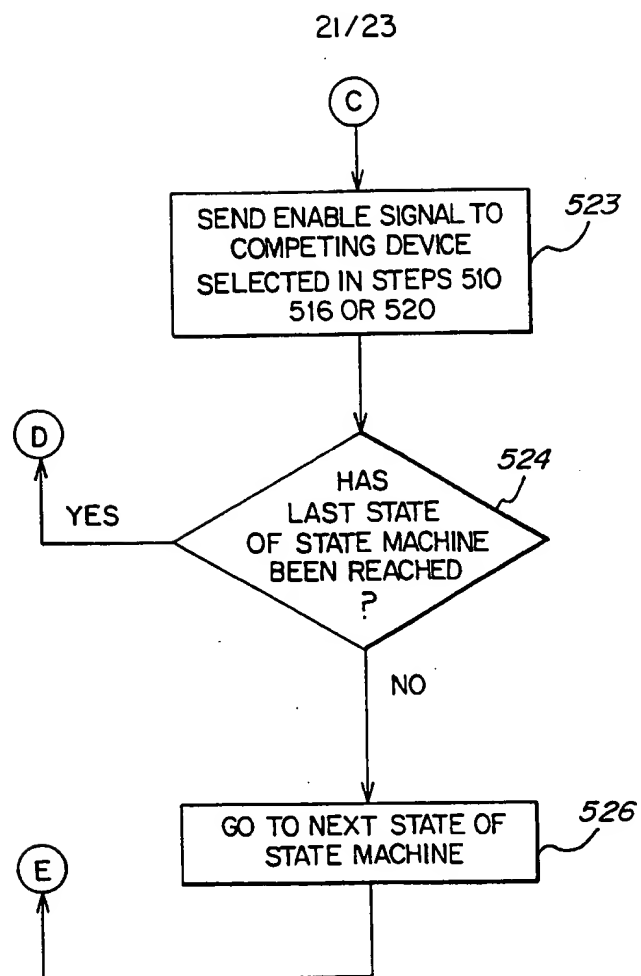 21/23
C
SEND ENABLE SIGNAL TO
COMPETING DEVICE
SELECTED IN STEPS 510
516 OR 520
523
D
YES
HAS
LAST STATE
OF STATE MACHINE
BEEN REACHED
?
524
NO
GO TO NEXT STATE OF
STATE MACHINE
526
E